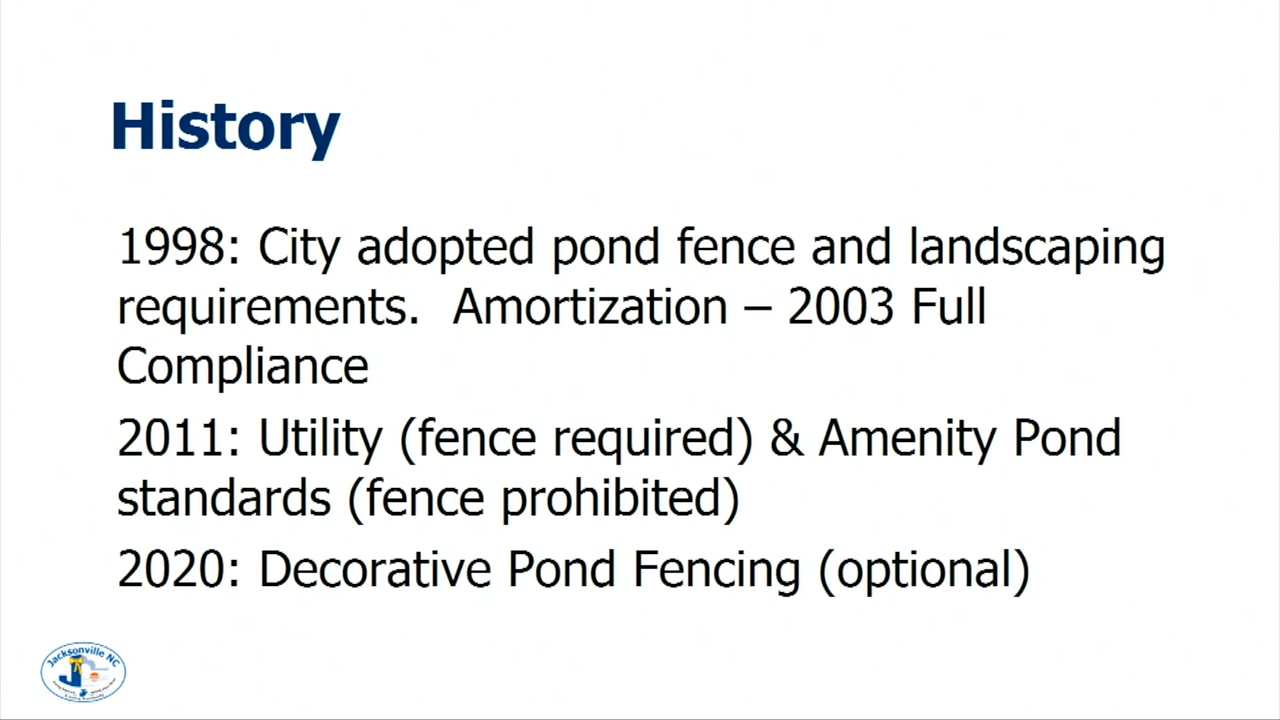 History
1998: City adopted pond fence and landscaping
requirements. Amortization – 2003 Full
Compliance
2011: Utility (fence required) & Amenity Pond
standards (fence prohibited)
2020: Decorative Pond Fencing (optional)
Jacksonville NC